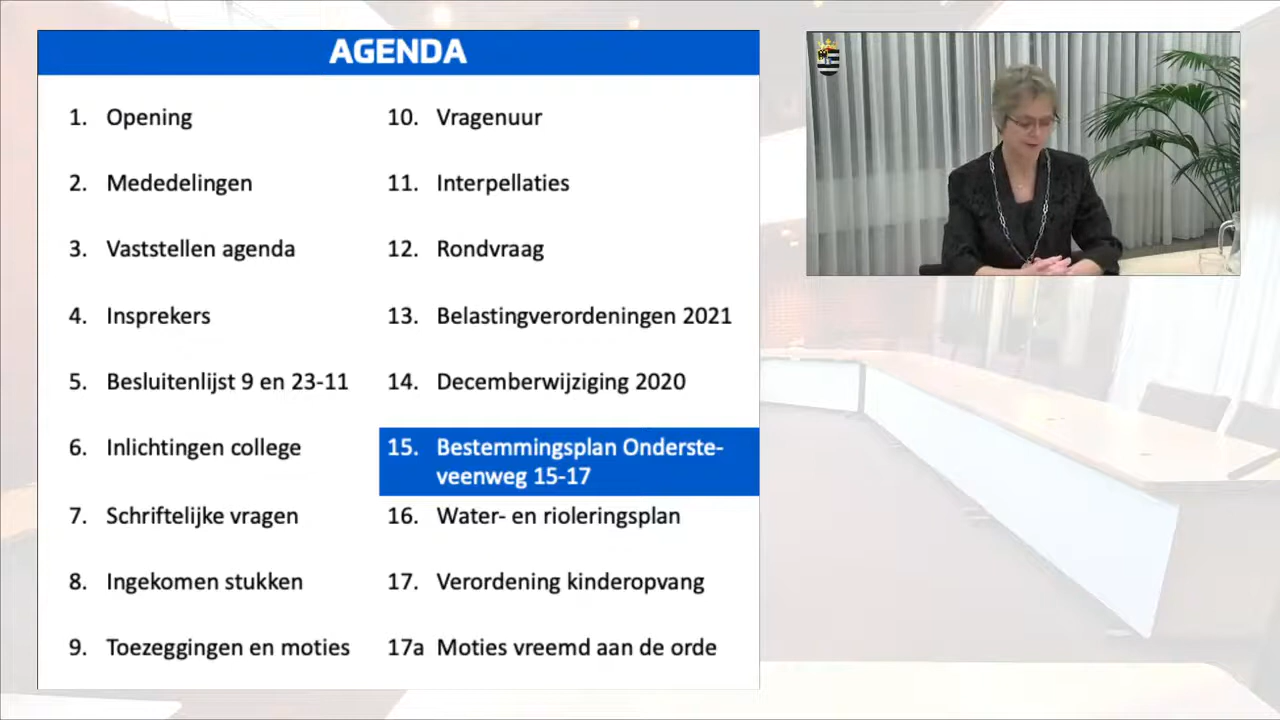 AGENDA
1. Opening
2. Mededelingen
3. Vaststellen agenda
4. Insprekers
5. Besluitenlijst 9 en 23-11
6. Inlichtingen college
7. Schriftelijke vragen
8. Ingekomen stukken
9. Toezeggingen en moties
10. Vragenuur
11. Interpellaties
12. Rondvraag
13. Belastingverordeningen 2021
14. Decemberwijziging 2020
15. Bestemmingsplan Onderste-
veenweg 15-17
16. Water- en rioleringsplan
17. Verordening kinderopvang
17a Moties vreemd aan de orde